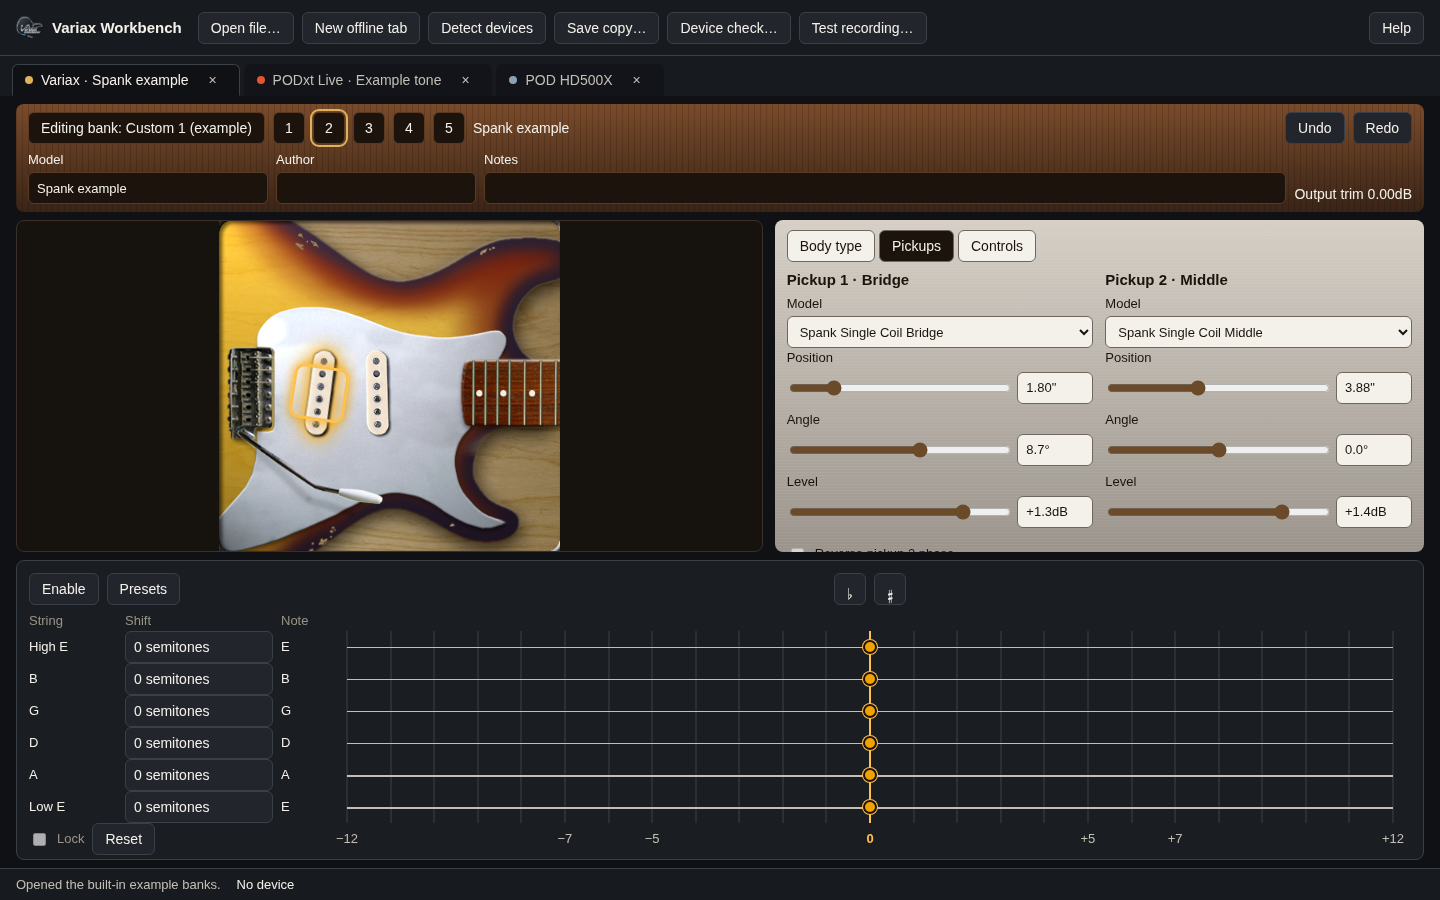 Variax Workbench Open file… New offline tab Detect devices Save copy… Device check… Test recording… Help
Variax · Spank example × PODxt Live · Example tone × POD HD500X ×
Editing bank: Custom 1 (example) 1 2 3 4 5 Spank example Undo Redo
Model Author Notes
Spank example Output trim 0.00dB
Body type Pickups Controls
Pickup 1 · Bridge Pickup 2 · Middle
Model Model
Spank Single Coil Bridge Spank Single Coil Middle
Position Position
1.80" 3.88"
Angle Angle
8.7° 0.0°
Level Level
+1.3dB +1.4dB
Enable Presets ♭ ♯
String Shift Note
High E 0 semitones E
B 0 semitones B
G 0 semitones G
D 0 semitones D
A 0 semitones A
Low E 0 semitones E
Lock Reset −12 −7 −5 0 +5 +7 +12
Opened the built-in example banks. No device